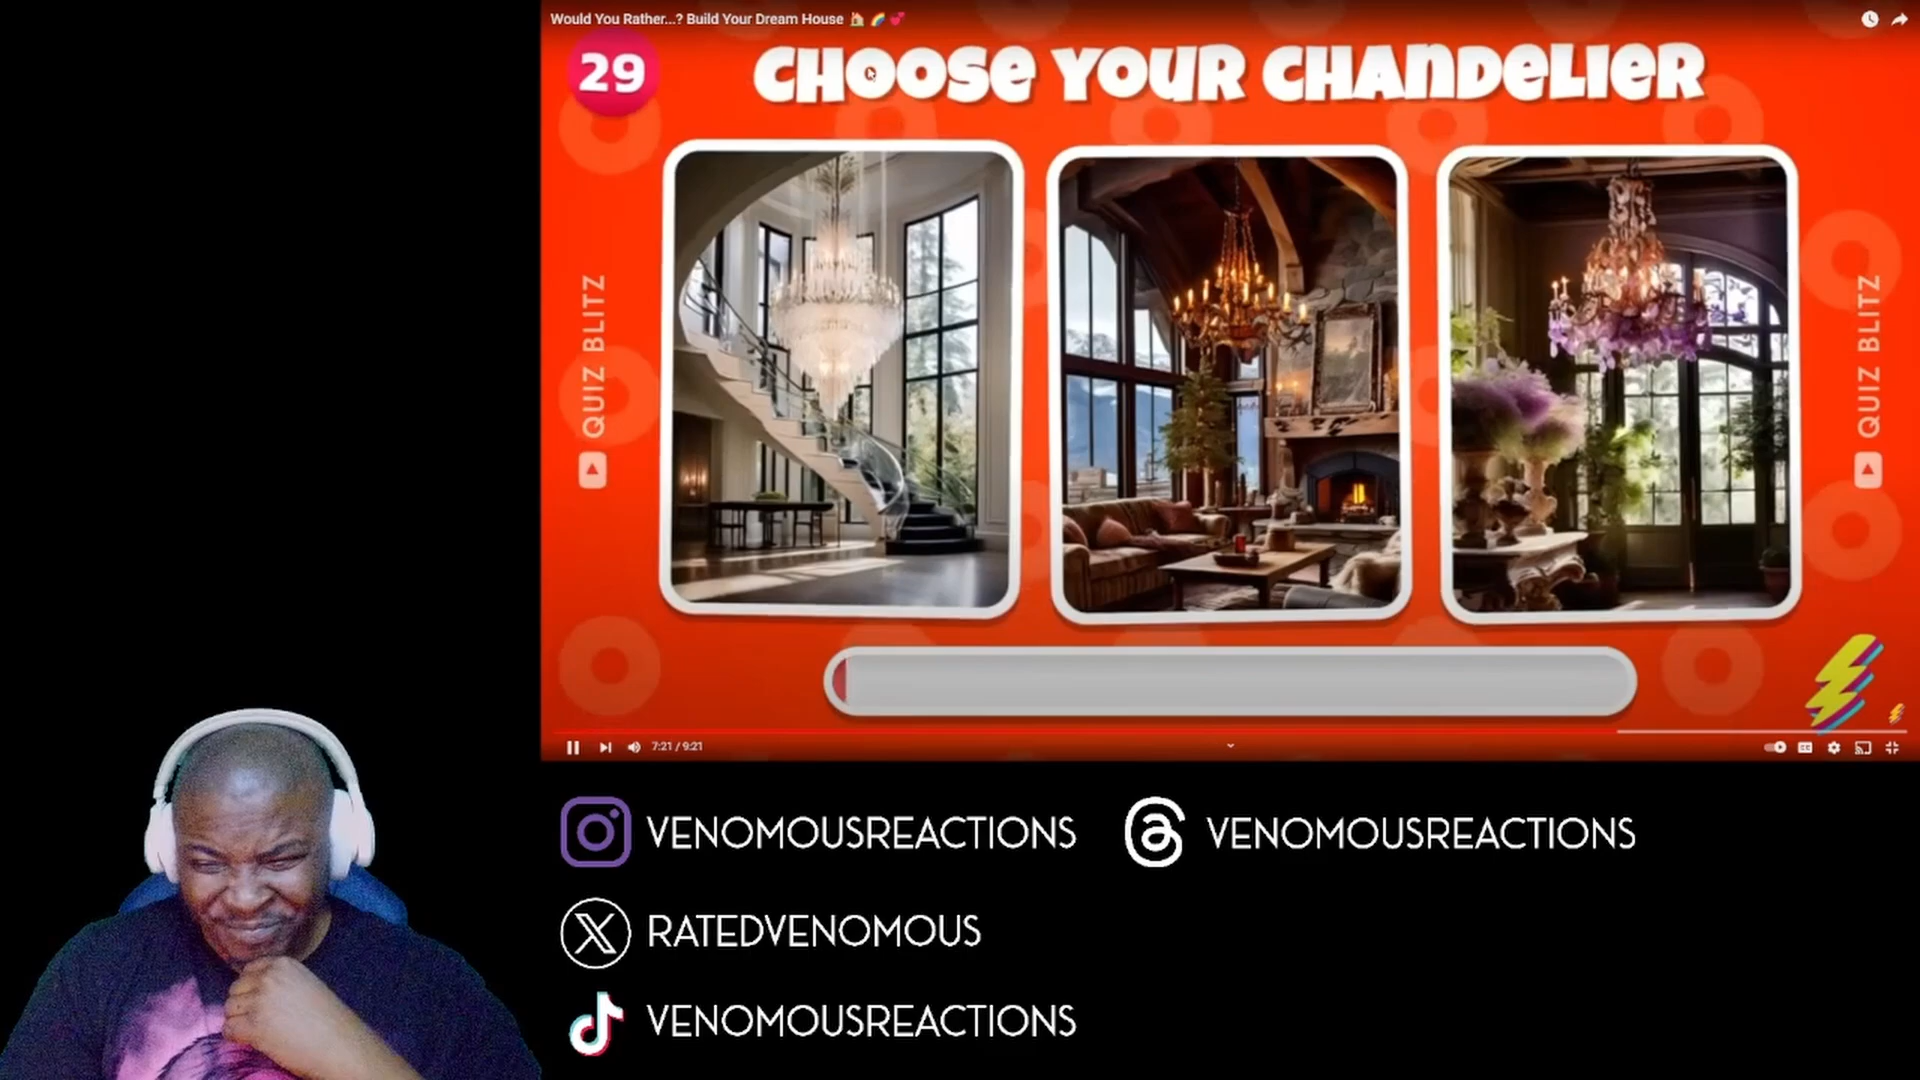 Would You Rather...? Build Your Dream House 🏠 🌈 💕
29
CHOOSE YOUR CHANDELIER
QUIZ BLITZ
QUIZ BLITZ
7:21 / 9:21
VENOMOUSREACTIONS
VENOMOUSREACTIONS
RATEDVENOMOUS
VENOMOUSREACTIONS